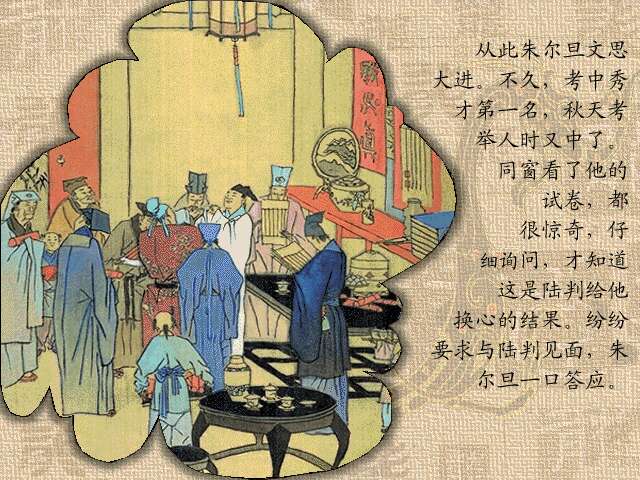 从此朱尔旦文思
大进。不久，考中秀
才第一名，秋天考
举人时又中了。
同窗看了他的
试卷，都
很惊奇，仔
细询问，才知道
这是陆判给他
换心的结果。纷纷
要求与陆判见面，朱
尔旦一口答应。